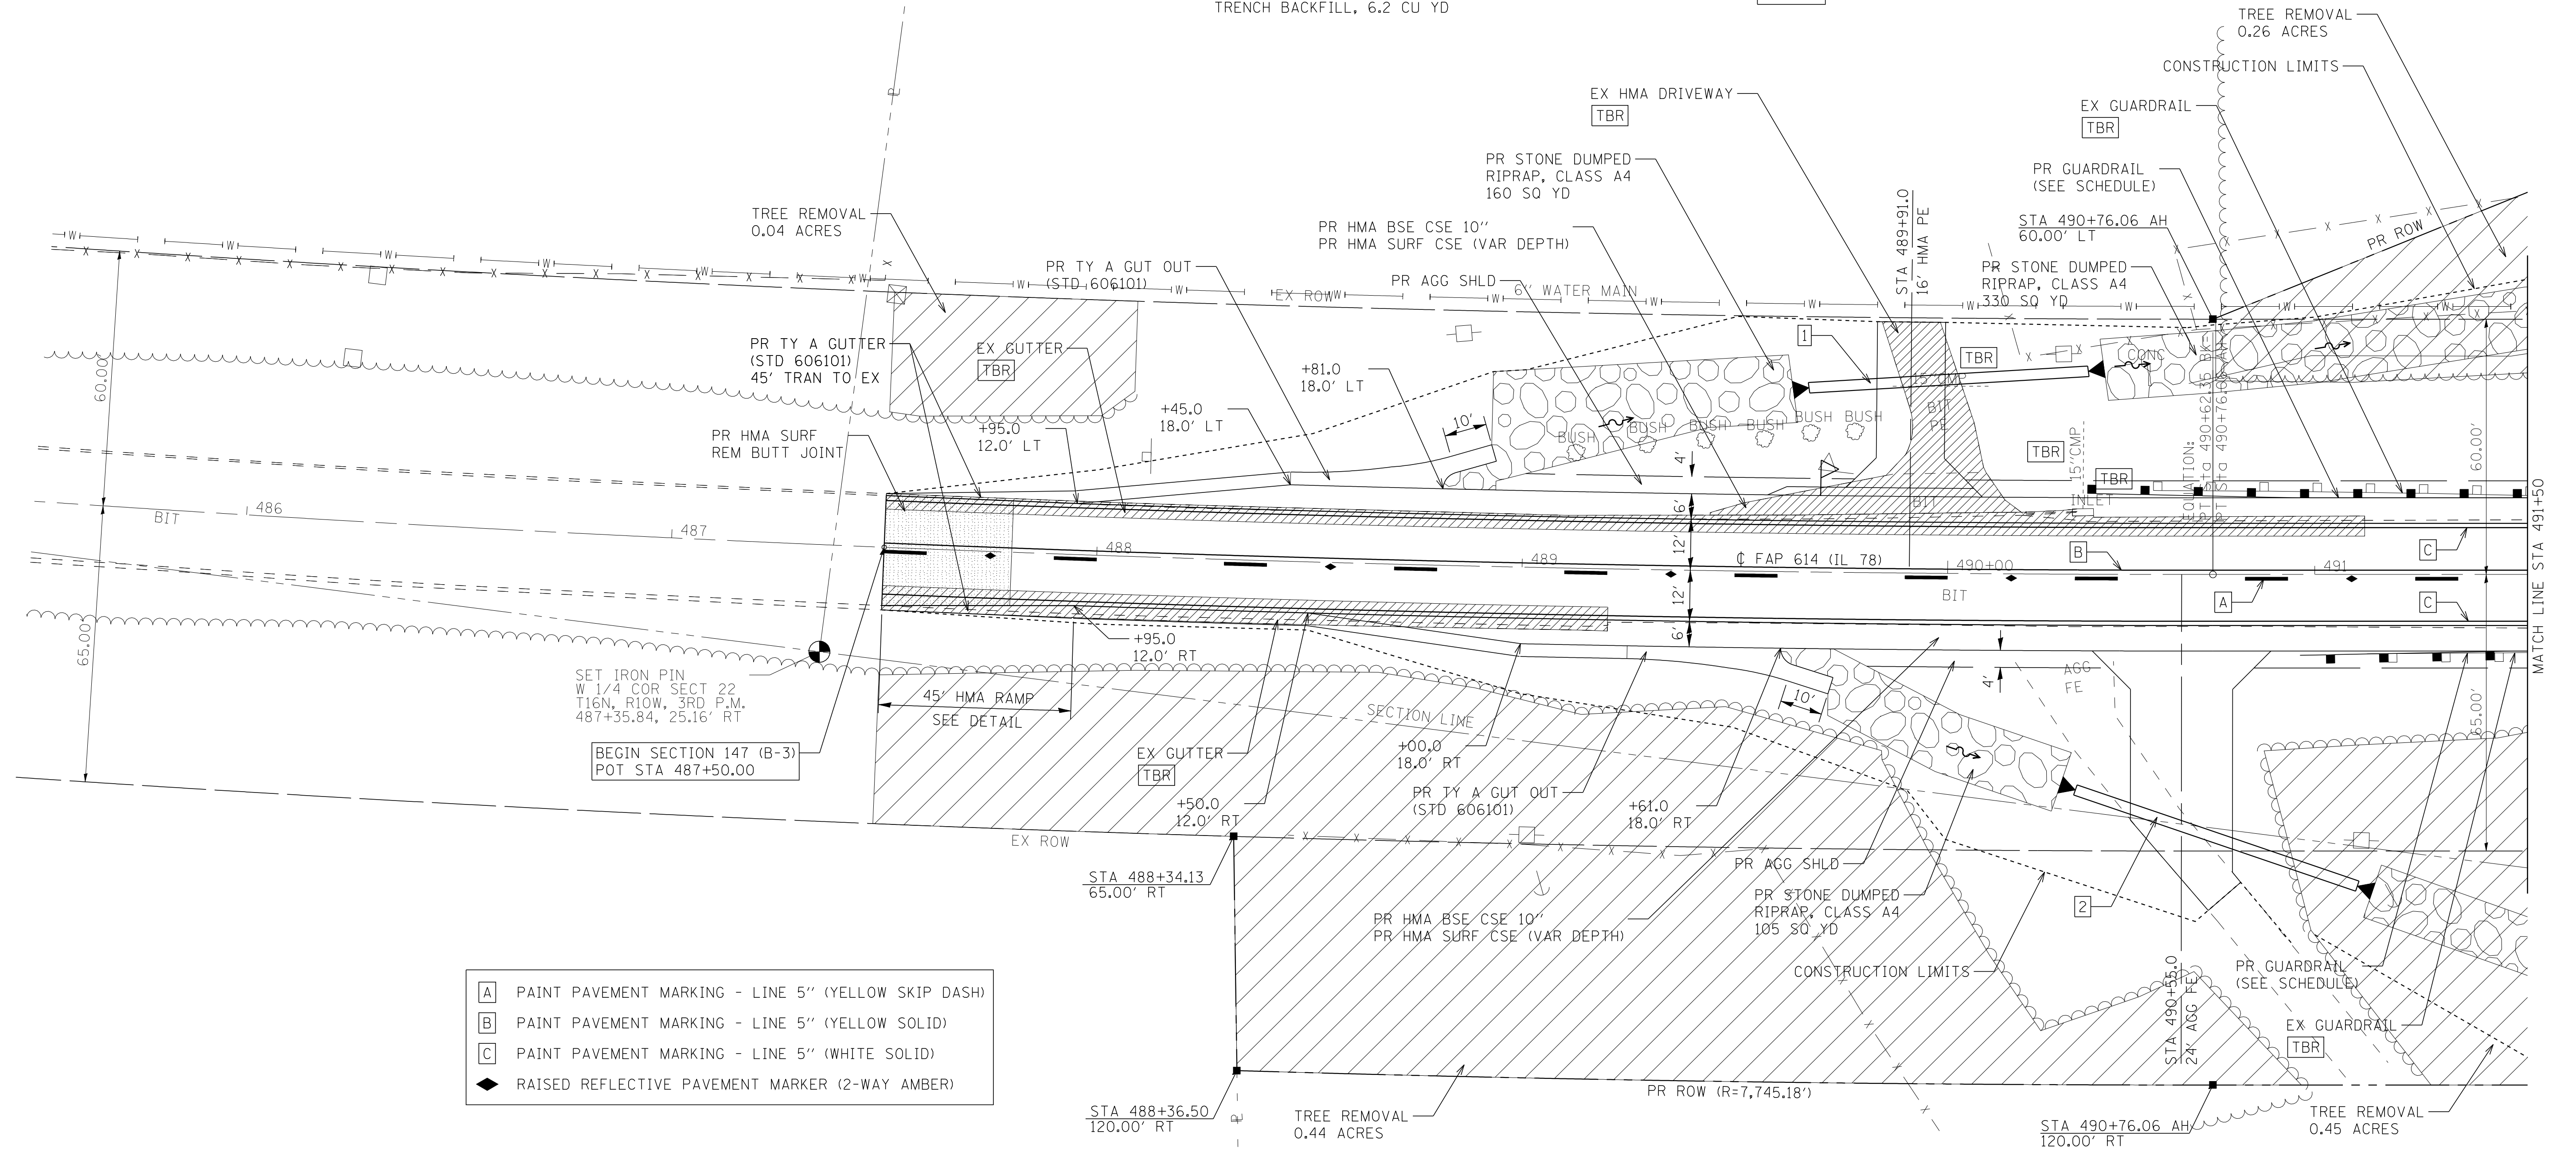 TRENCH BACKFILL, 6.2 CU YD
TREE REMOVAL
0.26 ACRES
CONSTRUCTION LIMITS
EX HMA DRIVEWAY
TBR
EX GUARDRAIL
TBR
PR STONE DUMPED
RIPRAP, CLASS A4
160 SQ YD
PR GUARDRAIL
(SEE SCHEDULE)
TREE REMOVAL
0.04 ACRES
PR HMA BSE CSE 10"
PR HMA SURF CSE (VAR DEPTH)
STA 489+91.0
16' HMA PE
STA 490+76.06 AH
60.00' LT
PR ROW
PR TY A GUT OUT
(STD 606101)
PR AGG SHLD
PR STONE DUMPED
RIPRAP, CLASS A4
330 SQ YD
EX ROW
6" WATER MAIN
W W W W W W W W W W W W W W W
PR TY A GUTTER
(STD 606101)
45' TRAN TO EX
EX GUTTER
TBR
1
TBR
CONC
+81.0
18.0' LT
15"CMP
BIT
PE
60.00'
+45.0
18.0' LT
10'
BUSH BUSH BUSH BUSH BUSH BUSH
PR HMA SURF
REM BUTT JOINT
+95.0
12.0' LT
4'
TBR
15"CMP
TBR
INLET
EQUATION:
PT Sta 490+62.35 BK=
PT Sta 490+76.06 AH
60.00'
MATCH LINE STA 491+50
486
BIT
487
488
489
6'
12'
12'
6'
℄ FAP 614 (IL 78)
BIT
490+00
BIT
491
B
C
A
C
+95.0
12.0' RT
65.00'
SET IRON PIN
W 1/4 COR SECT 22
T16N, R10W, 3RD P.M.
487+35.84, 25.16' RT
45' HMA RAMP
SEE DETAIL
SECTION LINE
10'
4'
AGG
FE
65.00'
BEGIN SECTION 147 (B-3)
POT STA 487+50.00
EX GUTTER
TBR
+00.0
18.0' RT
PR TY A GUT OUT
(STD 606101)
+50.0
12.0' RT
+61.0
18.0' RT
EX ROW
STA 488+34.13
65.00' RT
PR AGG SHLD
PR STONE DUMPED
RIPRAP, CLASS A4
105 SQ YD
2
PR HMA BSE CSE 10"
PR HMA SURF CSE (VAR DEPTH)
CONSTRUCTION LIMITS
STA 490+55.0
24' AGG FE
PR GUARDRAIL
(SEE SCHEDULE)
EX GUARDRAIL
TBR
A PAINT PAVEMENT MARKING - LINE 5" (YELLOW SKIP DASH)
B PAINT PAVEMENT MARKING - LINE 5" (YELLOW SOLID)
C PAINT PAVEMENT MARKING - LINE 5" (WHITE SOLID)
RAISED REFLECTIVE PAVEMENT MARKER (2-WAY AMBER)
STA 488+36.50
120.00' RT
TREE REMOVAL
0.44 ACRES
PR ROW (R=7,745.18')
STA 490+76.06 AH
120.00' RT
TREE REMOVAL
0.45 ACRES